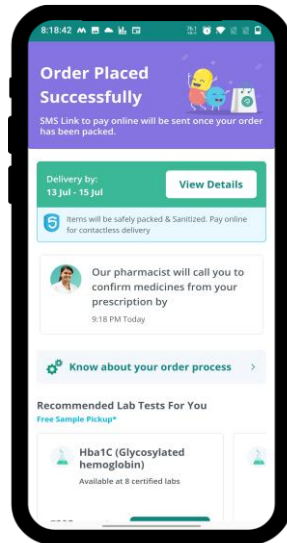 8:18:42
Order Placed
Successfully
SMS Link to pay online will be sent once your order
has been packed.
Delivery by:
13 Jul - 15 Jul
View Details
Items will be safely packed & Sanitized. Pay online
for contactless delivery
Our pharmacist will call you to
confirm medicines from your
prescription by
9:18 PM Today
Know about your order process
Recommended Lab Tests For You
Free Sample Pickup*
Hba1C (Glycosylated
hemoglobin)
Available at 8 certified labs